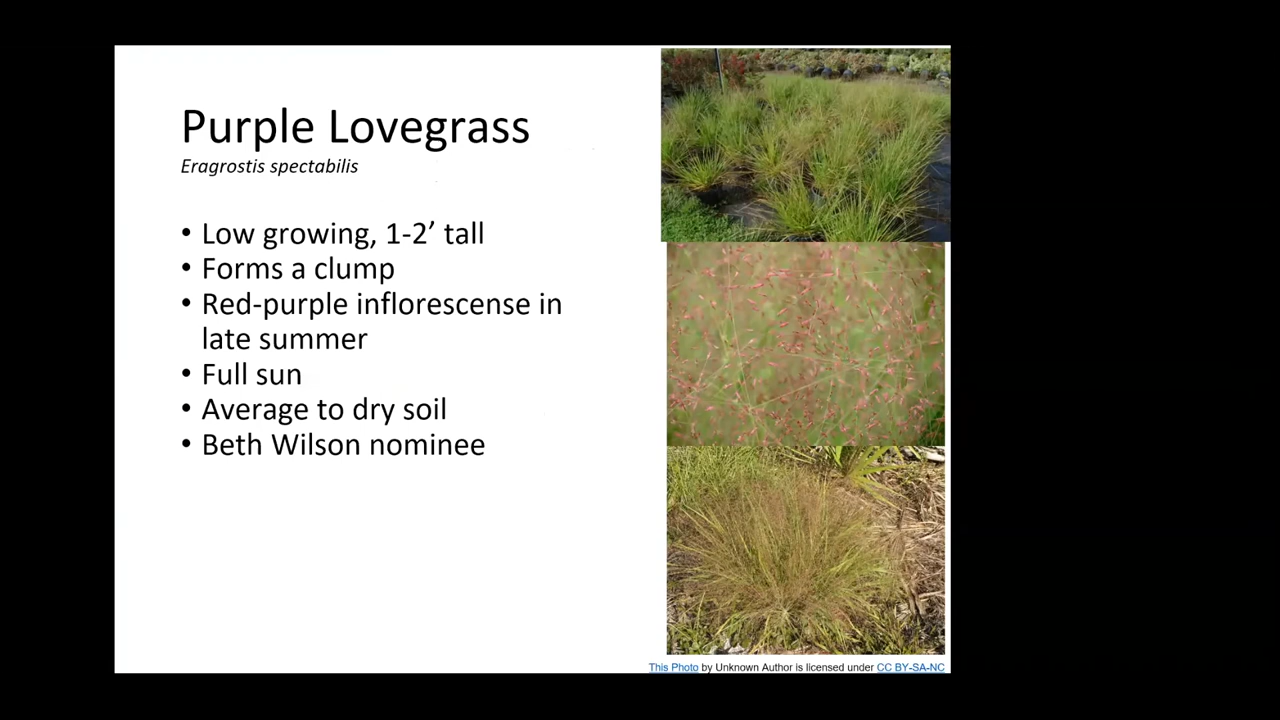 Purple Lovegrass
Eragrostis spectabilis
• Low growing, 1-2’ tall
• Forms a clump
• Red-purple inflorescense in
late summer
• Full sun
• Average to dry soil
• Beth Wilson nominee
This Photo by Unknown Author is licensed under CC BY-SA-NC